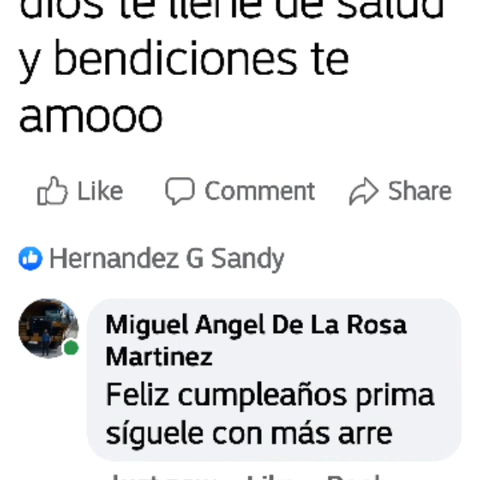 dios te llene de salud
y bendiciones te
amooo
Like Comment Share
Hernandez G Sandy
Miguel Angel De La Rosa
Martinez
Feliz cumpleaños prima
síguele con más arre